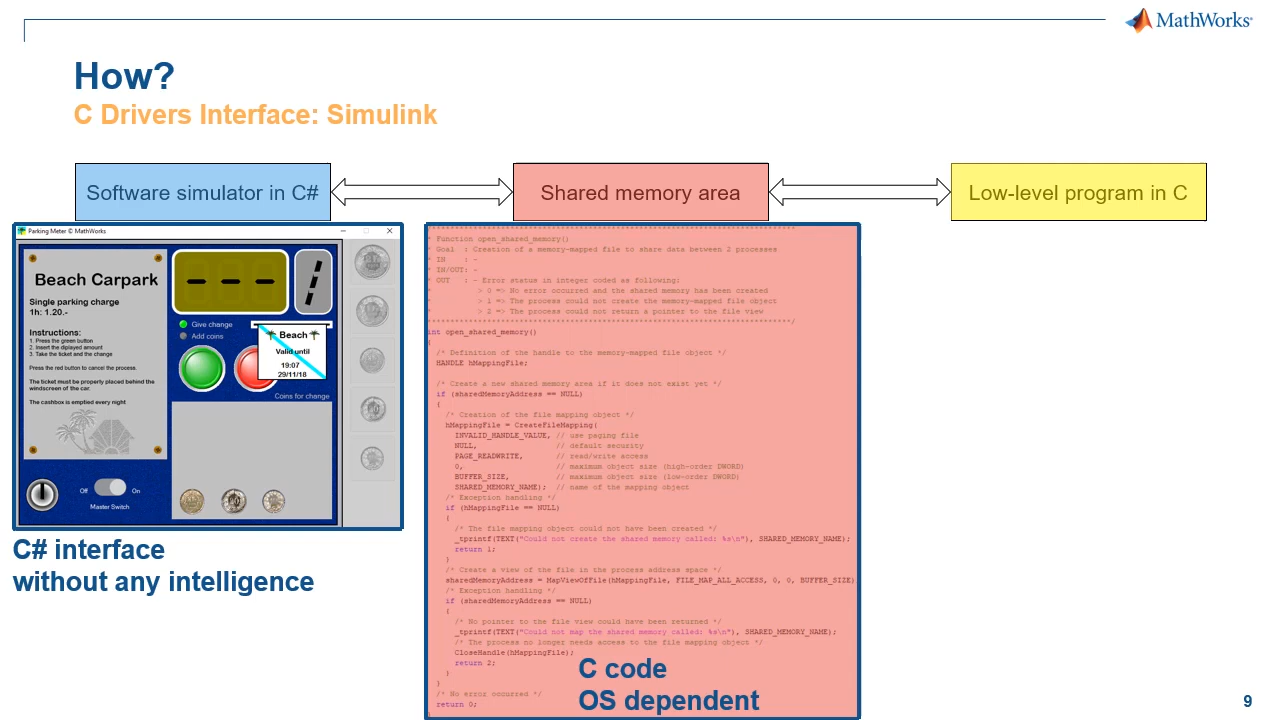 MathWorks®
How?
C Drivers Interface: Simulink
Software simulator in C#
Shared memory area
Low-level program in C
Parking Meter © MathWorks
Beach Carpark
Single parking charge
1h: 1.20.-
Instructions:
1. Press the green button
2. Insert the diplayed amount
3. Take the ticket and the change
Press the red button to cancel the process.
The ticket must be properly placed behind the
windscreen of the car.
The cashbox is emptied every night
Off
On
Master Switch
- - -
Give change
Add coins
Beach
Valid until
19:07
29/11/18
Coins for change
C# interface
without any intelligence
* Function open_shared_memory()
* Goal : Creation of a memory-mapped file to share data between 2 processes
* IN : -
* IN/OUT: -
* OUT : - Error status in integer coded as following:
* > 0 => No error occurred and the shared memory has been created
* > 1 => The process could not create the memory-mapped file object
* > 2 => The process could not return a pointer to the file view
int open_shared_memory()
{
/* Definition of the handle to the memory-mapped file object */
HANDLE hMappingFile;
/* Create a new shared memory area if it does not exist yet */
if (sharedMemoryAddress == NULL)
{
/* Creation of the file mapping object */
hMappingFile = CreateFileMapping(
INVALID_HANDLE_VALUE, // use paging file
NULL, // default security
PAGE_READWRITE, // read/write access
0, // maximum object size (high-order DWORD)
BUFFER_SIZE, // maximum object size (low-order DWORD)
SHARED_MEMORY_NAME); // name of the mapping object
/* Exception handling */
if (hMappingFile == NULL)
{
/* The file mapping object could not have been created */
_tprintf(TEXT("Could not create the shared memory called: %s\n"), SHARED_MEMORY_NAME);
return 1;
}
/* Create a view of the file in the process address space */
sharedMemoryAddress = MapViewOfFile(hMappingFile, FILE_MAP_ALL_ACCESS, 0, 0, BUFFER_SIZE)
/* Exception handling */
if (sharedMemoryAddress == NULL)
{
/* No pointer to the file view could have been returned */
_tprintf(TEXT("Could not map the shared memory called: %s\n"), SHARED_MEMORY_NAME);
/* The process no longer needs access to the file mapping object */
CloseHandle(hMappingFile);
return 2;
}
}
/* No error occurred */
return 0;
C code
OS dependent
9